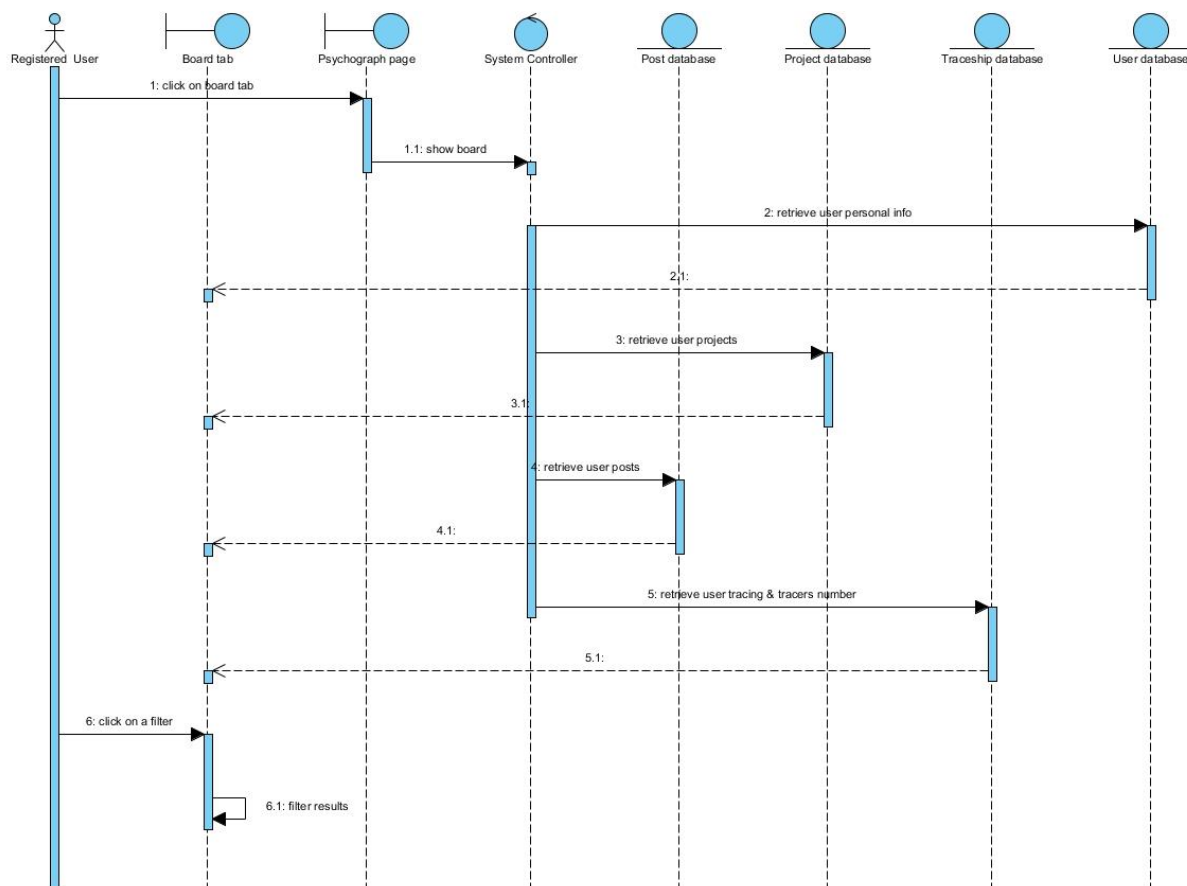 Registered User
Board tab
Psychograph page
System Controller
Post database
Project database
Traceship database
User database
1: click on board tab
1.1: show board
2: retrieve user personal info
2.1:
3: retrieve user projects
3.1:
4: retrieve user posts
4.1:
5: retrieve user tracing & tracers number
5.1:
6: click on a filter
6.1: filter results